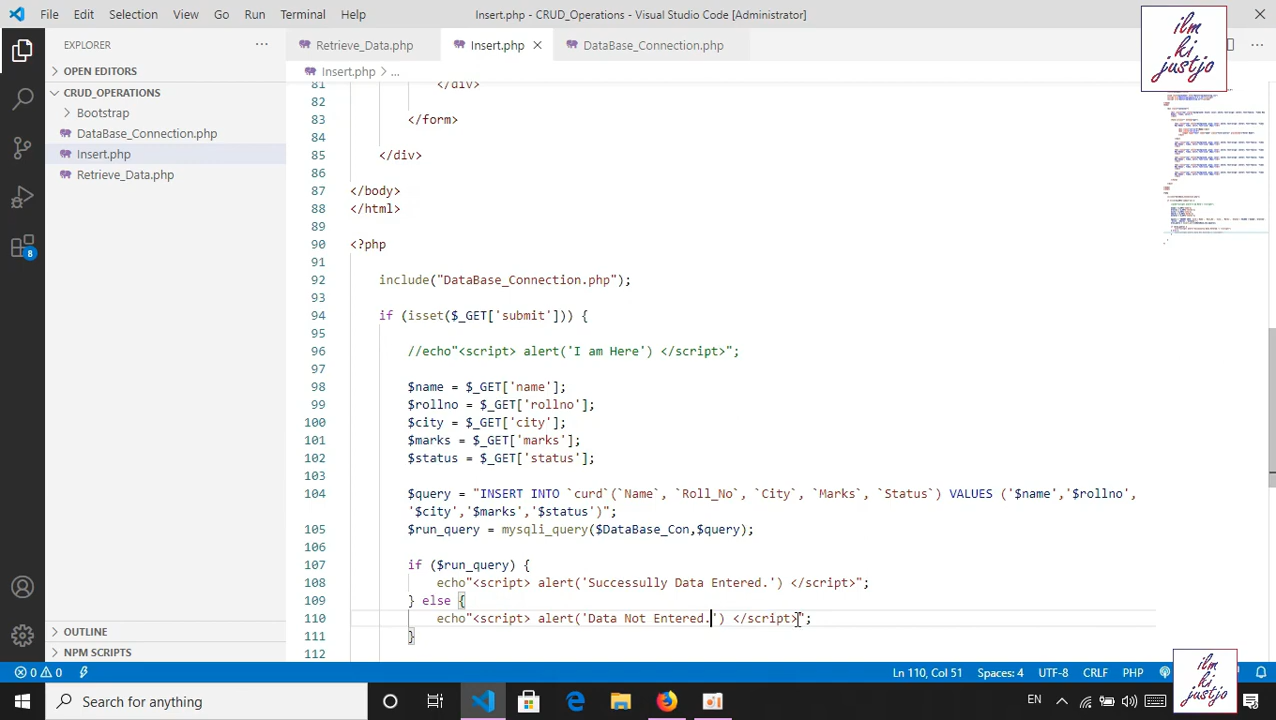 File Edit Selection View Go Run Terminal Help Insert.php - CRUD_Operations - Visual Studio Code [Administrator]
ilm ki justjo
EXPLORER
Retrieve_Data.php Insert.php DataBase_Connection.php
OPEN EDITORS
Insert.php > ...
CRUD_OPERATIONS
Bootstrap
DataBase_Connection.php
Insert.php
Retrieve_Data.php
81 </div>
82
83 </form>
84
85 </div>
86
87 </body>
88 </html>
89
90 <?php
91
92 include("DataBase_Connection.php");
93
94 if (isset($_GET['submit'])) {
95
96 //echo"<script> alert('I am Here') </script>";
97
98 $name = $_GET['name'];
99 $rollno = $_GET['rollno'];
100 $city = $_GET['city'];
101 $marks = $_GET['marks'];
102 $status = $_GET['status'];
103
104 $query = "INSERT INTO `curd`(`Name`, `Roll_No`, `City`, `Marks`, `Status`) VALUES ('$name','$rollno',
'$city','$marks','$status')";
105 $run_query = mysqli_query($DataBase_Con,$query);
106
107 if ($run_query) {
108 echo"<script> alert('Successully Data Entered.') </script>";
109 } else {
110 echo"<script> alert('Data Not Entered.') </script>";
111 }
112
8
OUTLINE
NPM SCRIPTS
0 0 Ln 110, Col 51 Spaces: 4 UTF-8 CRLF PHP
Search for anything EN
ilm ki justjo